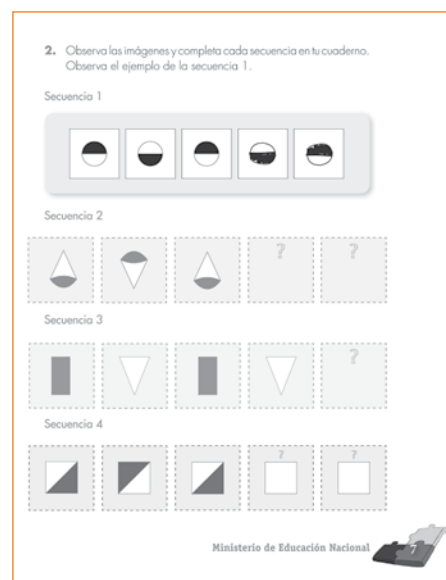 2. Observa las imágenes y completa cada secuencia en tu cuaderno.
Observa el ejemplo de la secuencia 1.
Secuencia 1
Secuencia 2
? ?
Secuencia 3
?
Secuencia 4
? ?
Ministerio de Educación Nacional 7